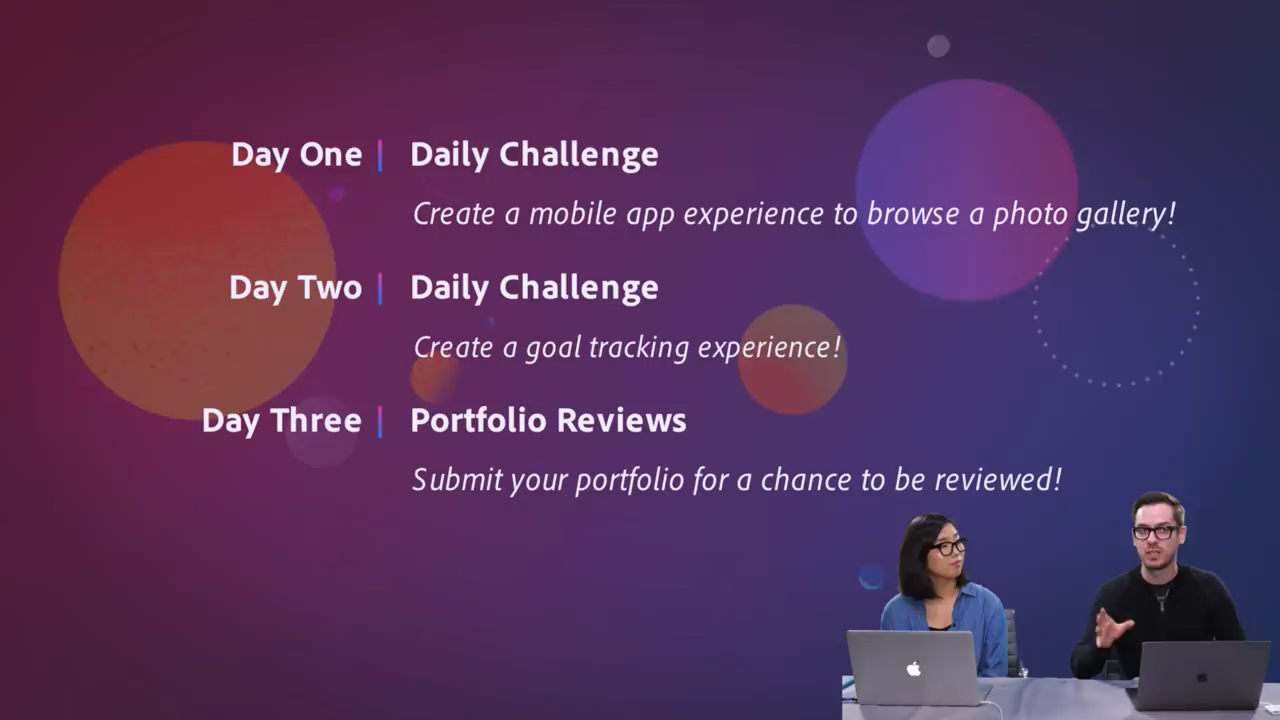 Day One | Daily Challenge
Create a mobile app experience to browse a photo gallery!
Day Two | Daily Challenge
Create a goal tracking experience!
Day Three | Portfolio Reviews
Submit your portfolio for a chance to be reviewed!